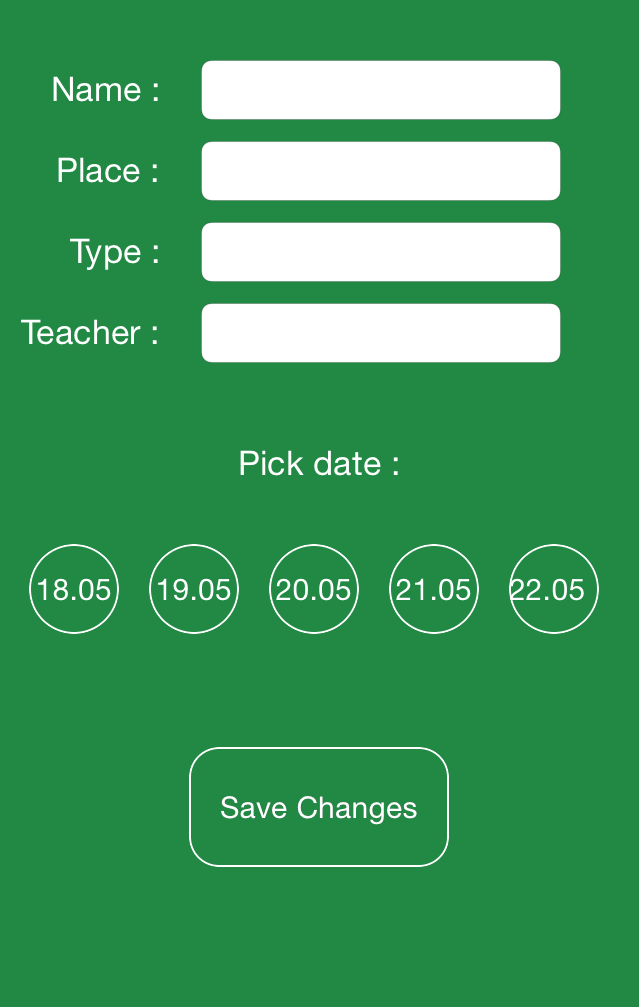 Name :
Place :
Type :
Teacher :
Pick date :
18.05 19.05 20.05 21.05 22.05
Save Changes